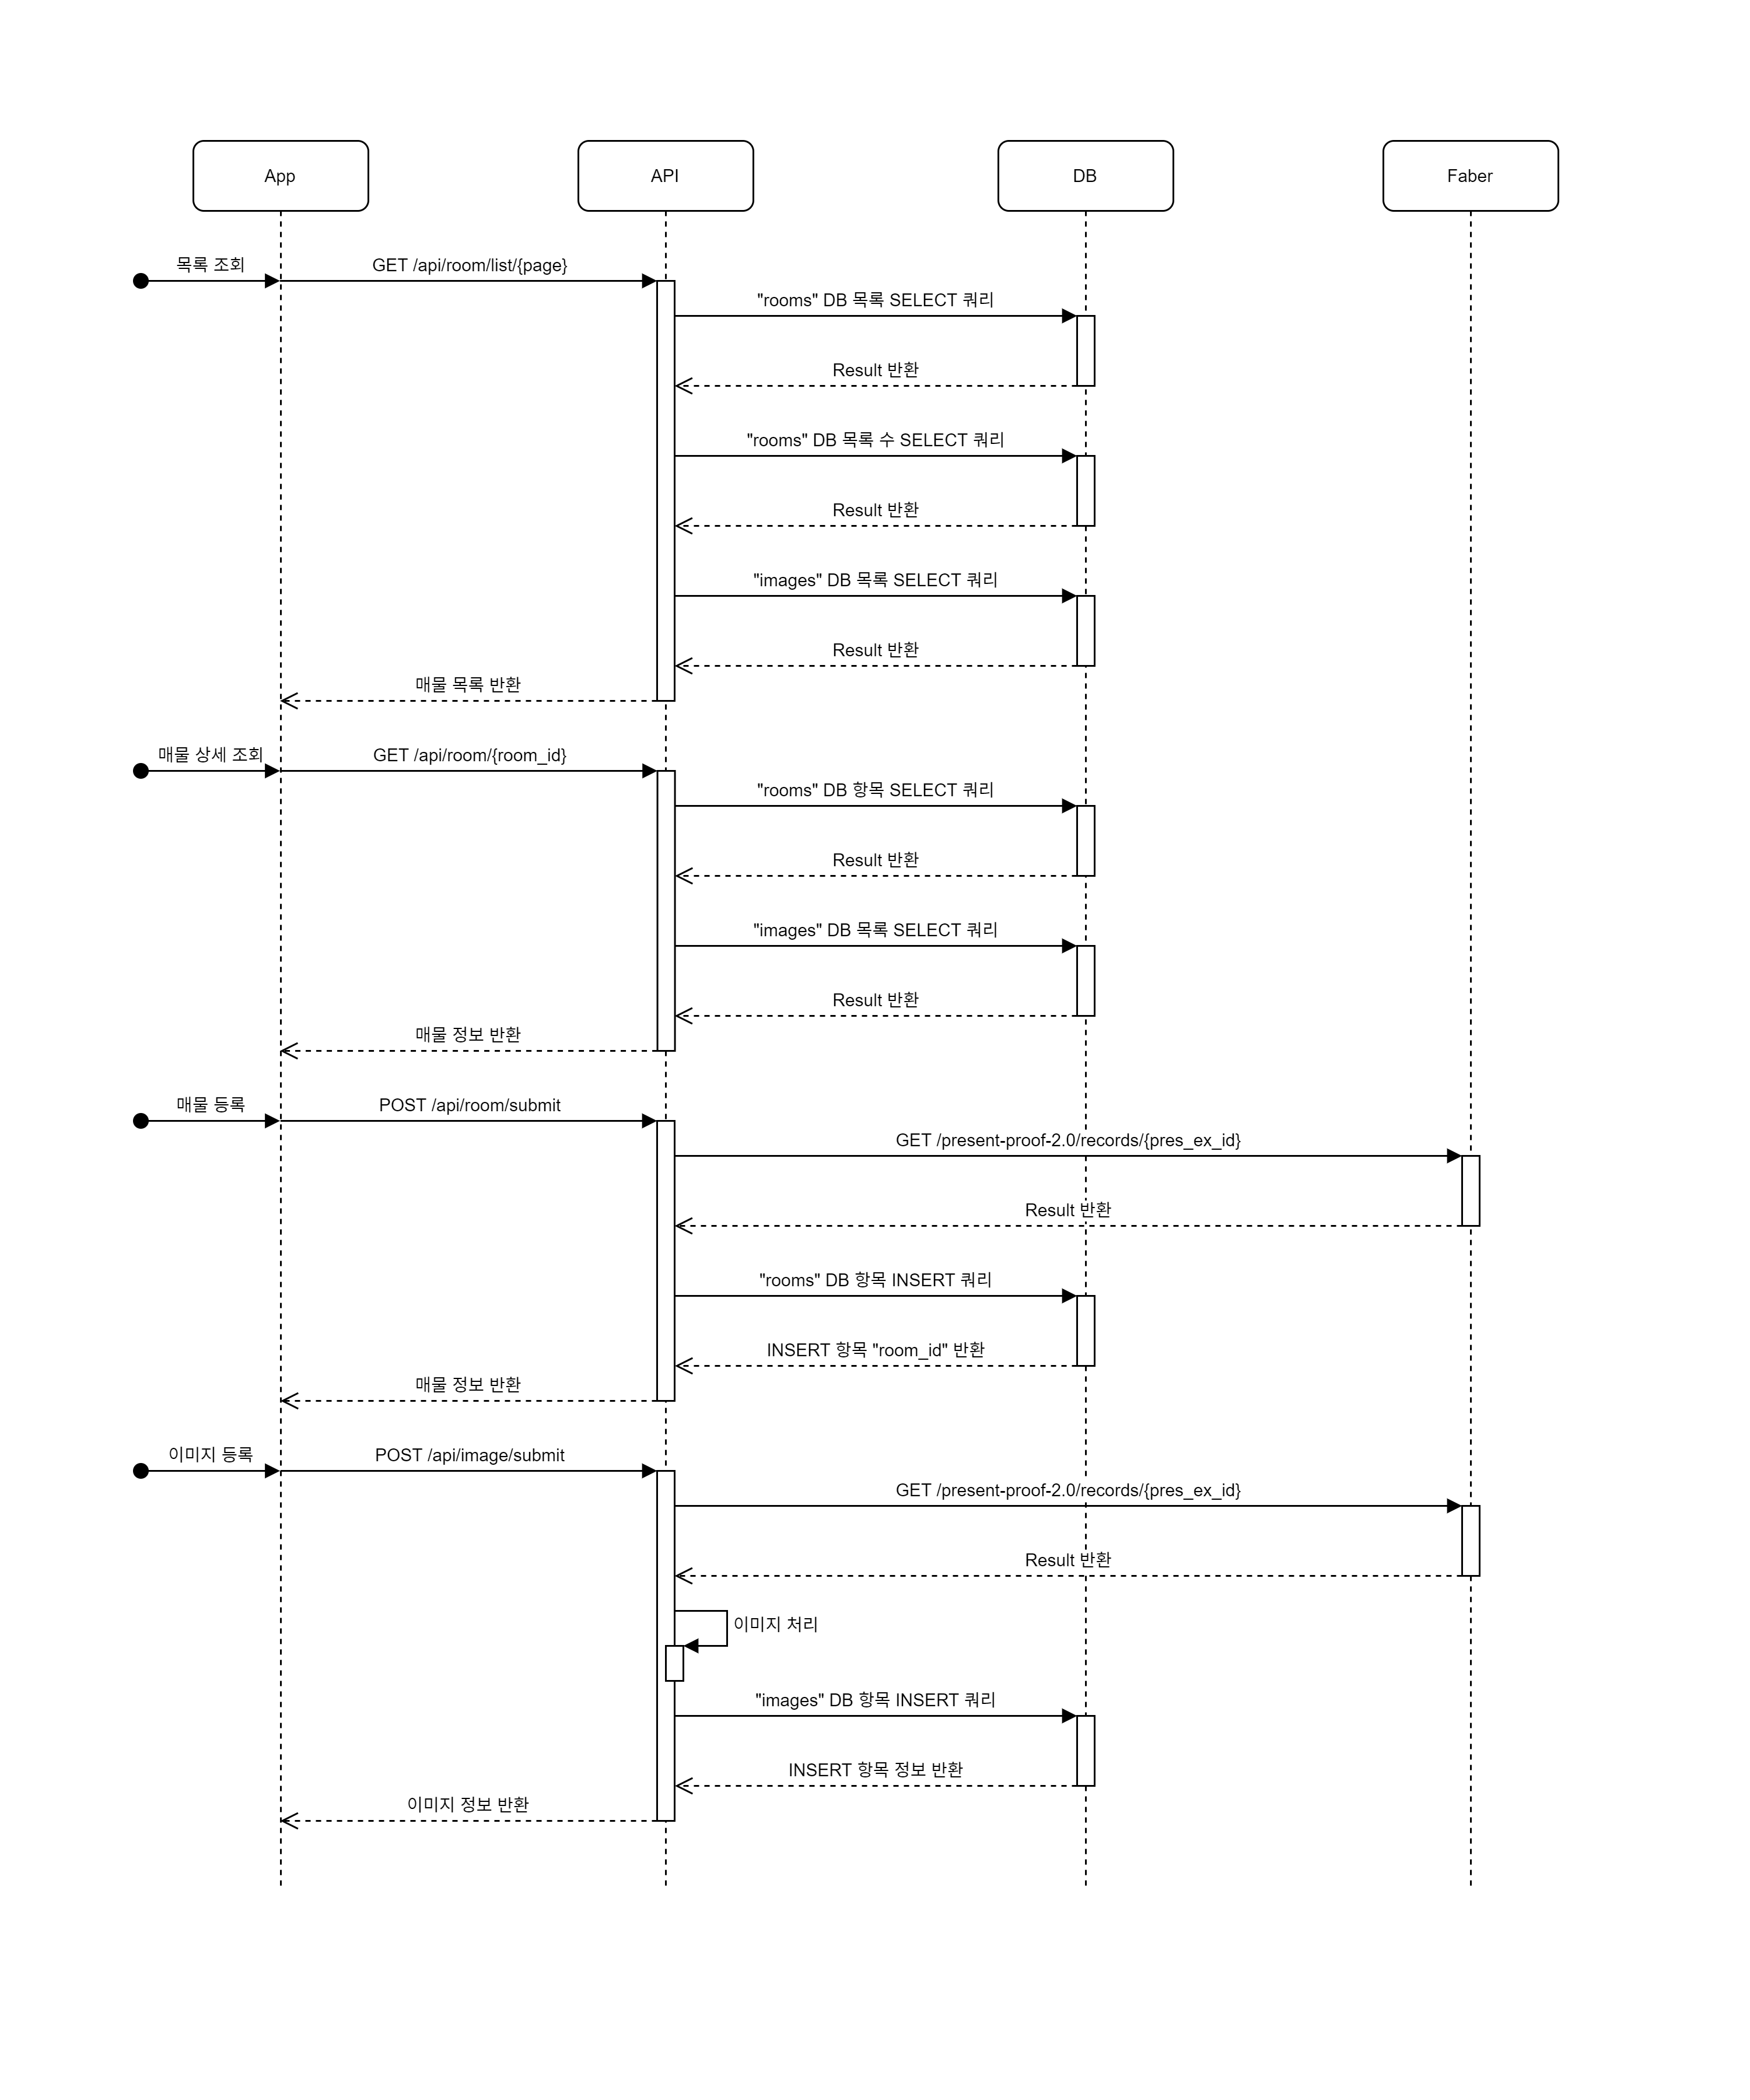 App
API
DB
Faber
목록 조회
GET /api/room/list/{page}
"rooms" DB 목록 SELECT 쿼리
Result 반환
"rooms" DB 목록 수 SELECT 쿼리
Result 반환
"images" DB 목록 SELECT 쿼리
Result 반환
매물 목록 반환
매물 상세 조회
GET /api/room/{room_id}
"rooms" DB 항목 SELECT 쿼리
Result 반환
"images" DB 목록 SELECT 쿼리
Result 반환
매물 정보 반환
매물 등록
POST /api/room/submit
GET /present-proof-2.0/records/{pres_ex_id}
Result 반환
"rooms" DB 항목 INSERT 쿼리
INSERT 항목 "room_id" 반환
매물 정보 반환
이미지 등록
POST /api/image/submit
GET /present-proof-2.0/records/{pres_ex_id}
Result 반환
이미지 처리
"images" DB 항목 INSERT 쿼리
INSERT 항목 정보 반환
이미지 정보 반환